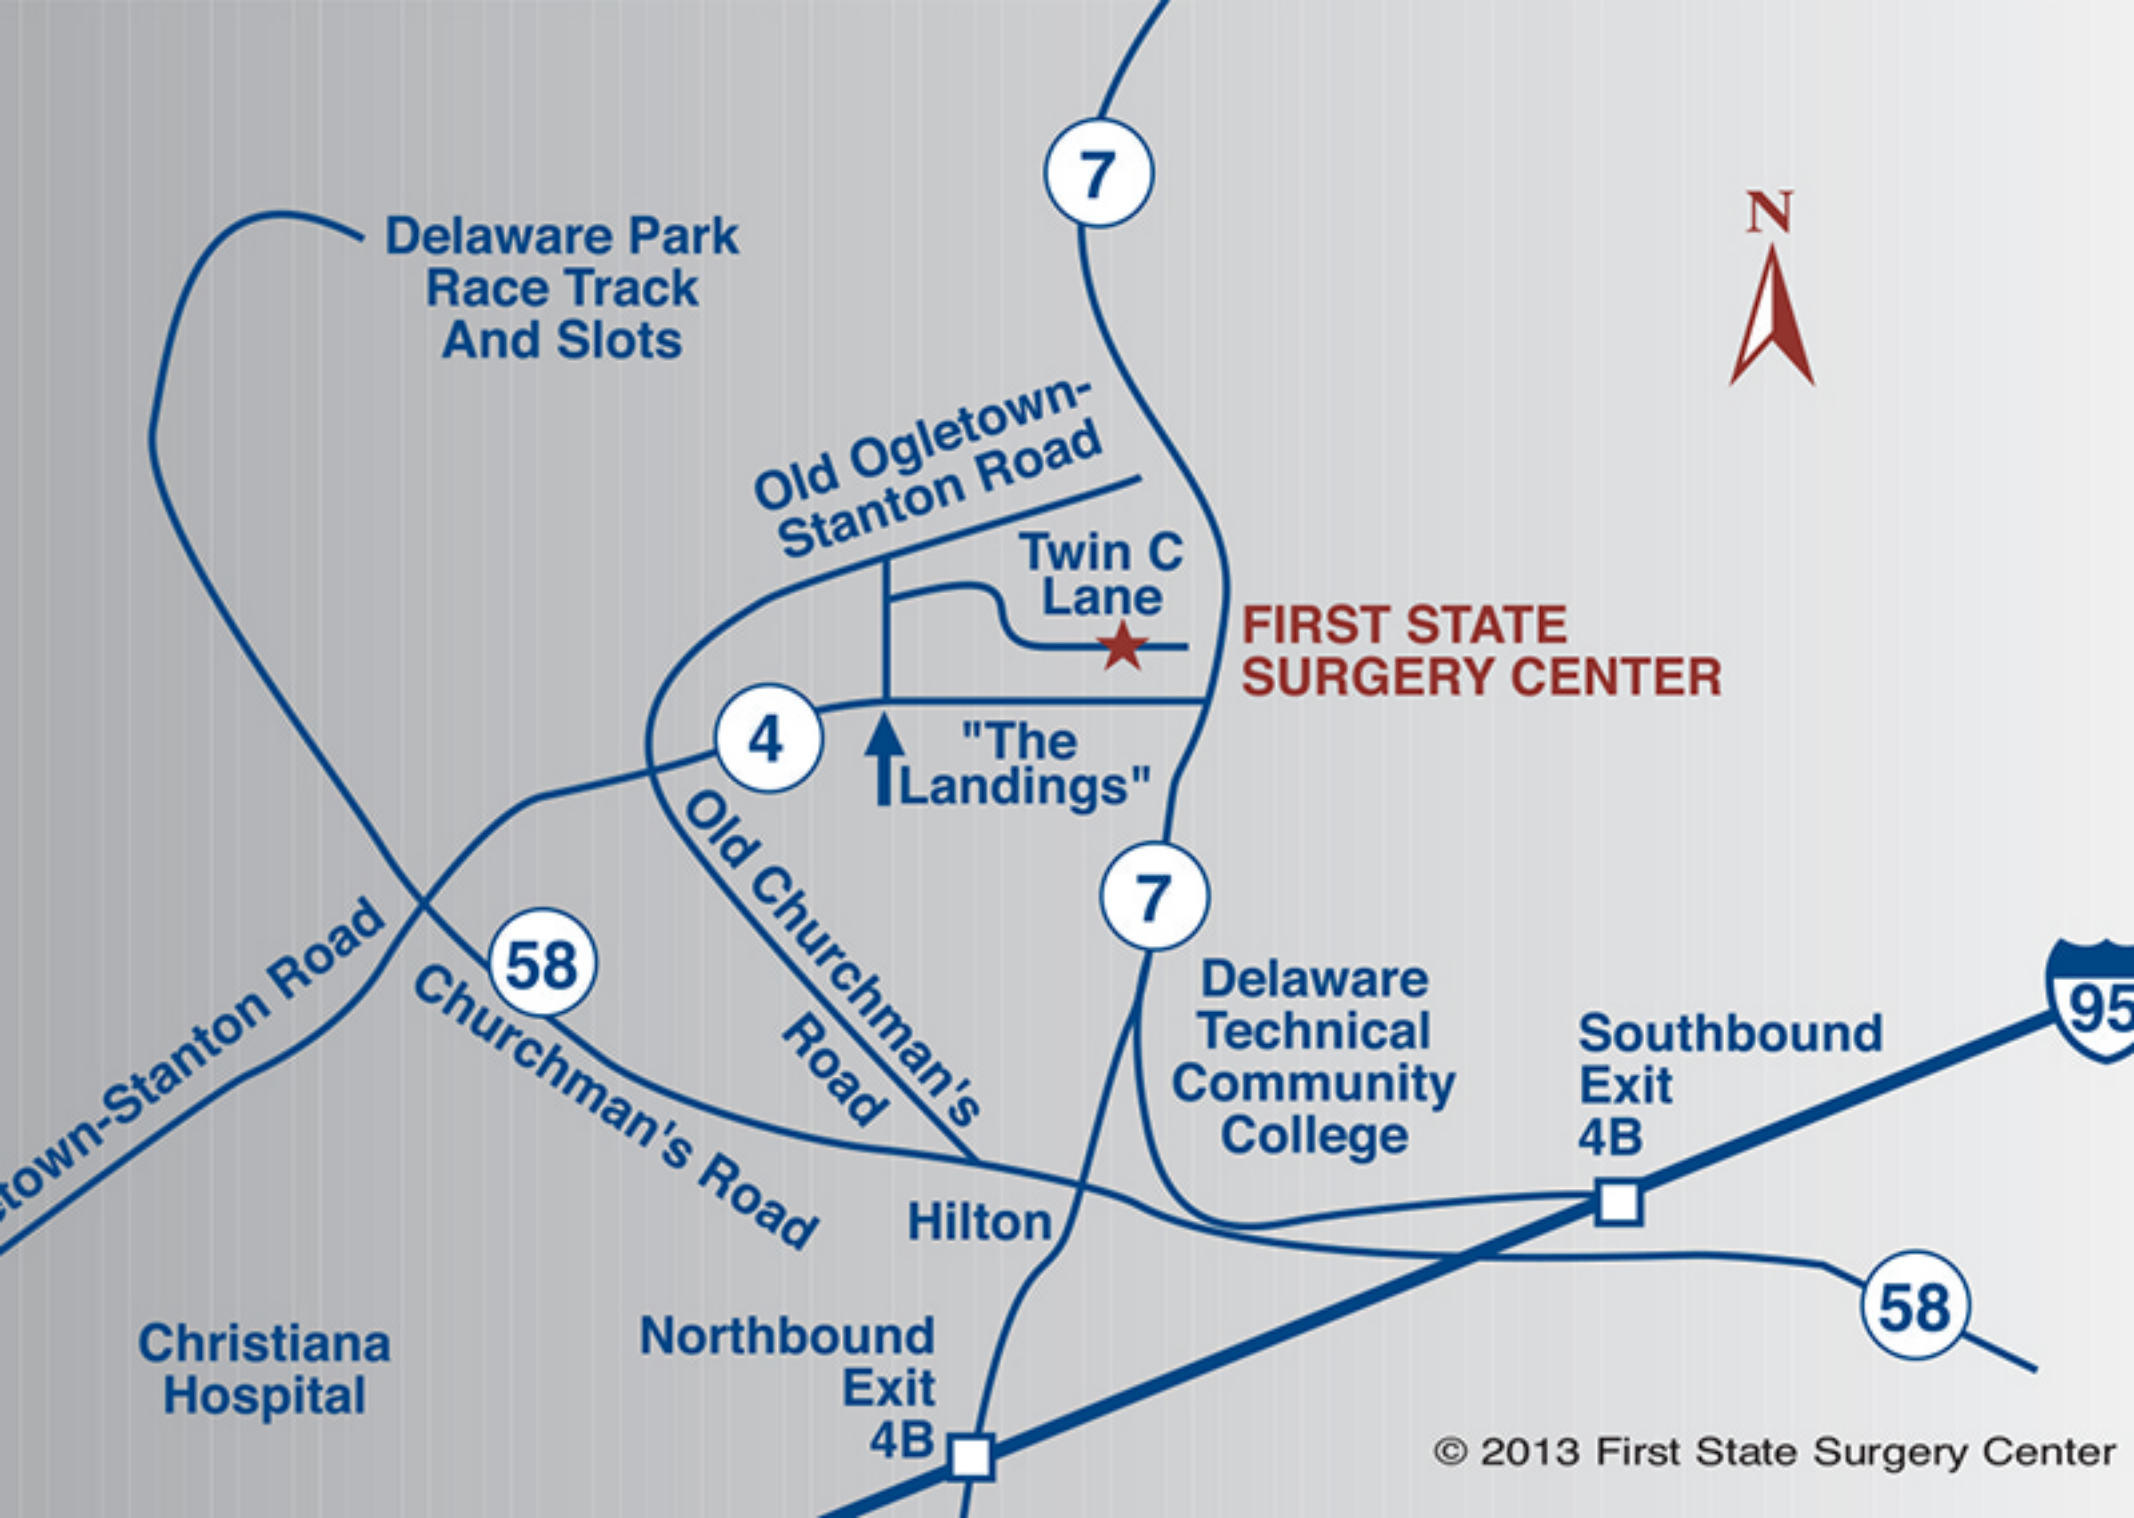 7
N
Delaware Park
Race Track
And Slots
Old Ogletown-
Stanton Road
Twin C
Lane
FIRST STATE
SURGERY CENTER
4
"The
Landings"
Old Churchman's
Road
7
58
Churchman's Road
town-Stanton Road
Delaware
Technical
Community
College
Southbound
Exit
4B
95
Hilton
58
Northbound
Exit
4B
Christiana
Hospital
© 2013 First State Surgery Center